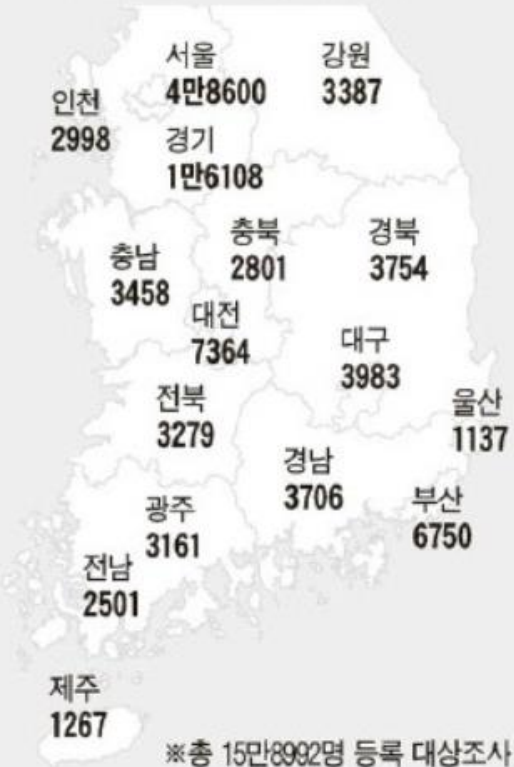 서울
4만8600
강원
3387
인천
2998
경기
1만6108
충북
2801
경북
3754
충남
3458
대전
7364
대구
3983
전북
3279
울산
1137
경남
3706
부산
6750
광주
3161
전남
2501
제주
1267
※총 15만8992명 등록 대상조사